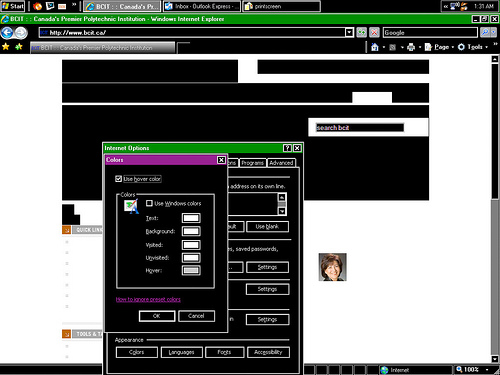 Start
BCIT :: Canada's Pr...
Inbox - Outlook Express - ...
printscreen
1:31 AM
BCIT :: Canada's Premier Polytechnic Institution - Windows Internet Explorer
http://www.bcit.ca/
Google
BCIT :: Canada's Premier Polytechnic Institution
Page
Tools
search bcit
Internet Options
? X
Colors
Programs
Advanced
Use hover color
address on its own line.
Colors
Use Windows colors
Text:
Background:
Use blank
QUICK LIN
Visited:
es, saved passwords,
Unvisited:
Settings
Hover:
Settings
How to ignore preset colors
OK
Cancel
in
Settings
TOOLS & T
Appearance
Colors
Languages
Fonts
Accessibility
Internet
100%